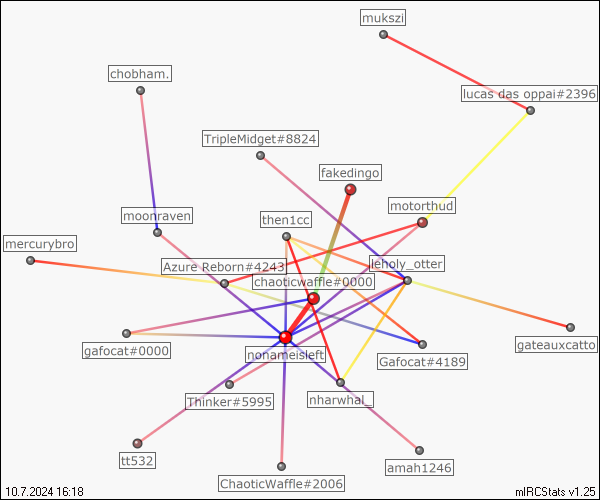 mukszi
chobham.
lucas das oppai#2396
TripleMidget#8824
fakedingo
motorthud
moonraven
then1cc
mercurybro
Azure Reborn#4243
leholy_otter
chaoticwaffle#0000
gafocat#0000
nonameisleft
Gafocat#4189
gateauxcatto
Thinker#5995
nharwhal_
tt532
ChaoticWaffle#2006
amah1246
10.7.2024 16:18
mIRCStats v1.25